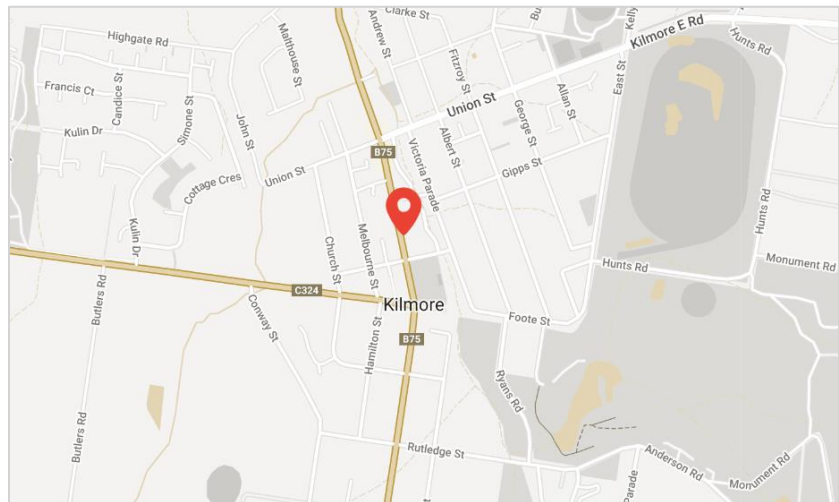 Clarke St
Kelly
Bu
Kilmore E Rd
Hunts Rd
Highgate Rd
Malthouse St
Andrew St
Fitzroy St
East St
Francis Ct
Candice St
Allan St
Union St
George St
Simone St
Kulin Dr
John St
B75
Victoria Parade
Albert St
Gipps St
Union St
Cottage Cres
Hunts Rd
Kulin Dr
Church St
Melbourne St
Hunts Rd
Monument Rd
Butlers Rd
C324
Kilmore
Conway St
Foote St
Hamilton St
B75
Ryans Rd
Butlers Rd
Rutledge St
Anderson Rd
Monument Rd
Parade